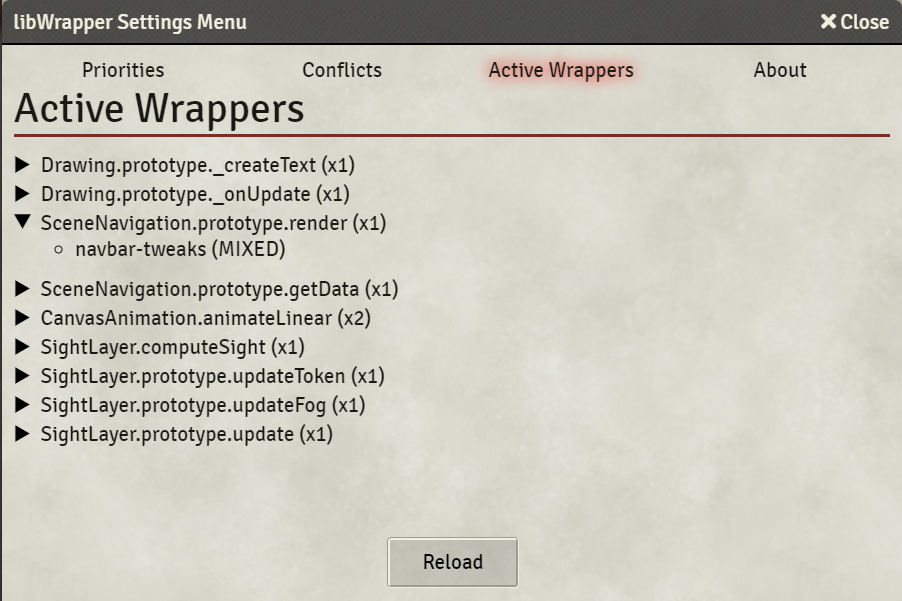 libWrapper Settings Menu
Close
Priorities Conflicts Active Wrappers About
Active Wrappers
Drawing.prototype._createText (x1)
Drawing.prototype._onUpdate (x1)
SceneNavigation.prototype.render (x1)
navbar-tweaks (MIXED)
SceneNavigation.prototype.getData (x1)
CanvasAnimation.animateLinear (x2)
SightLayer.computeSight (x1)
SightLayer.prototype.updateToken (x1)
SightLayer.prototype.updateFog (x1)
SightLayer.prototype.update (x1)
Reload